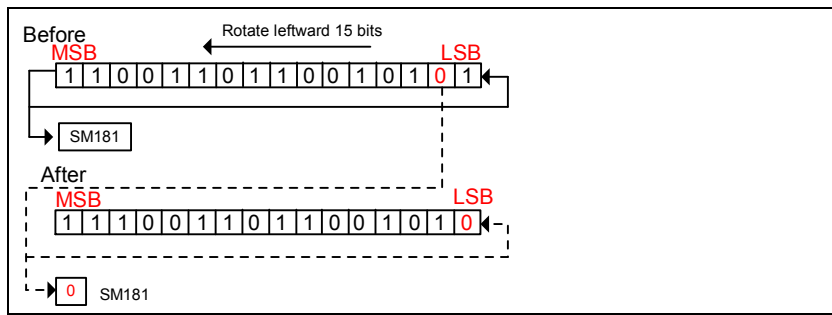 Before
Rotate leftward 15 bits
MSB LSB
1 1 0 0 1 1 0 1 1 0 0 1 0 1 0 1
SM181
After
MSB LSB
1 1 1 0 0 1 1 0 1 1 0 0 1 0 1 0
0 SM181